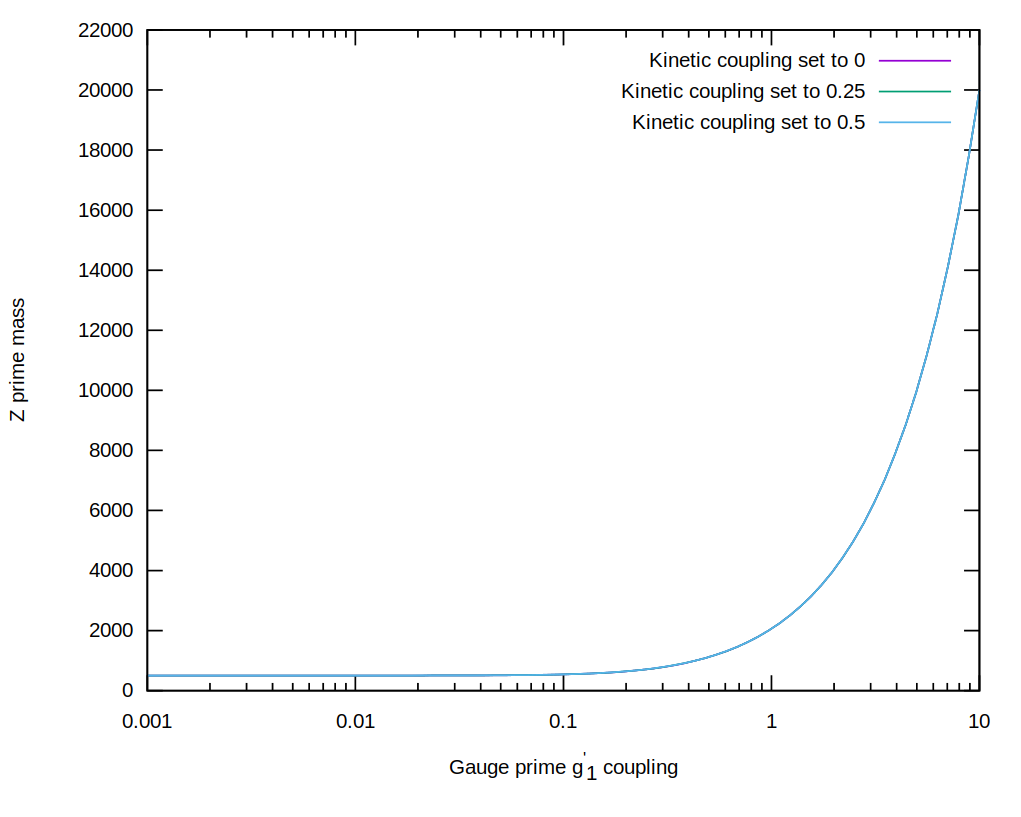 22000
20000
18000
16000
14000
12000
10000
8000
6000
4000
2000
0
Z prime mass
Kinetic coupling set to 0
Kinetic coupling set to 0.25
Kinetic coupling set to 0.5
0.001 0.01 0.1 1 10
Gauge prime g'1 coupling